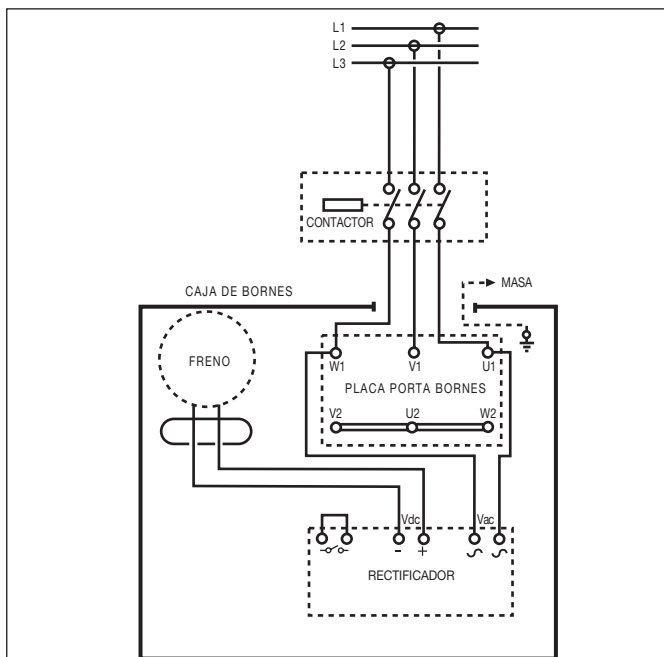 L1
L2
L3
CONTACTOR
CAJA DE BORNES
MASA
FRENO
W1 V1 U1
PLACA PORTA BORNES
V2 U2 W2
Vdc Vac
- +
RECTIFICADOR